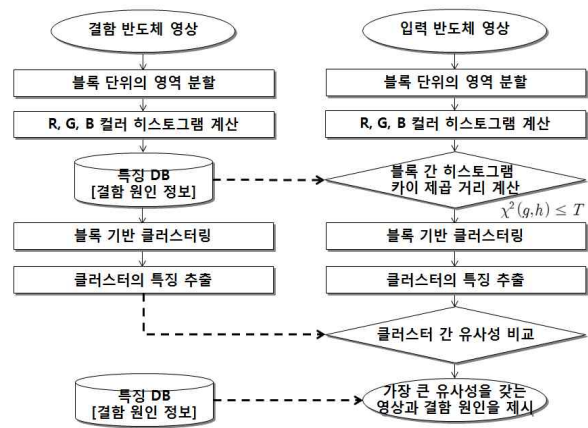 결함 반도체 영상
블록 단위의 영역 분할
R, G, B 컬러 히스토그램 계산
특징 DB
[결함 원인 정보]
블록 기반 클러스터링
클러스터의 특징 추출
특징 DB
[결함 원인 정보]
입력 반도체 영상
블록 단위의 영역 분할
R, G, B 컬러 히스토그램 계산
블록 간 히스토그램
카이 제곱 거리 계산
χ²(g,h) ≤ T
블록 기반 클러스터링
클러스터의 특징 추출
클러스터 간 유사성 비교
가장 큰 유사성을 갖는
영상과 결함 원인을 제시